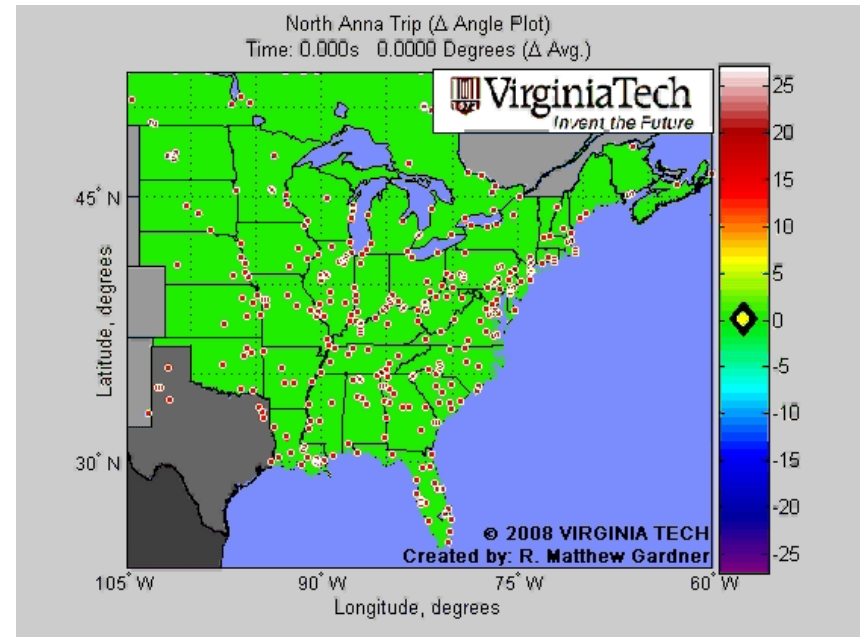 North Anna Trip (Δ Angle Plot)
Time: 0.000s   0.0000 Degrees (Δ Avg.)
VirginiaTech
Invent the Future
25
20
15
10
5
0
-5
-10
-15
-20
-25
45° N
30° N
Latitude, degrees
© 2008 VIRGINIA TECH
Created by: R. Matthew Gardner
105° W
90° W
75° W
60° W
Longitude, degrees